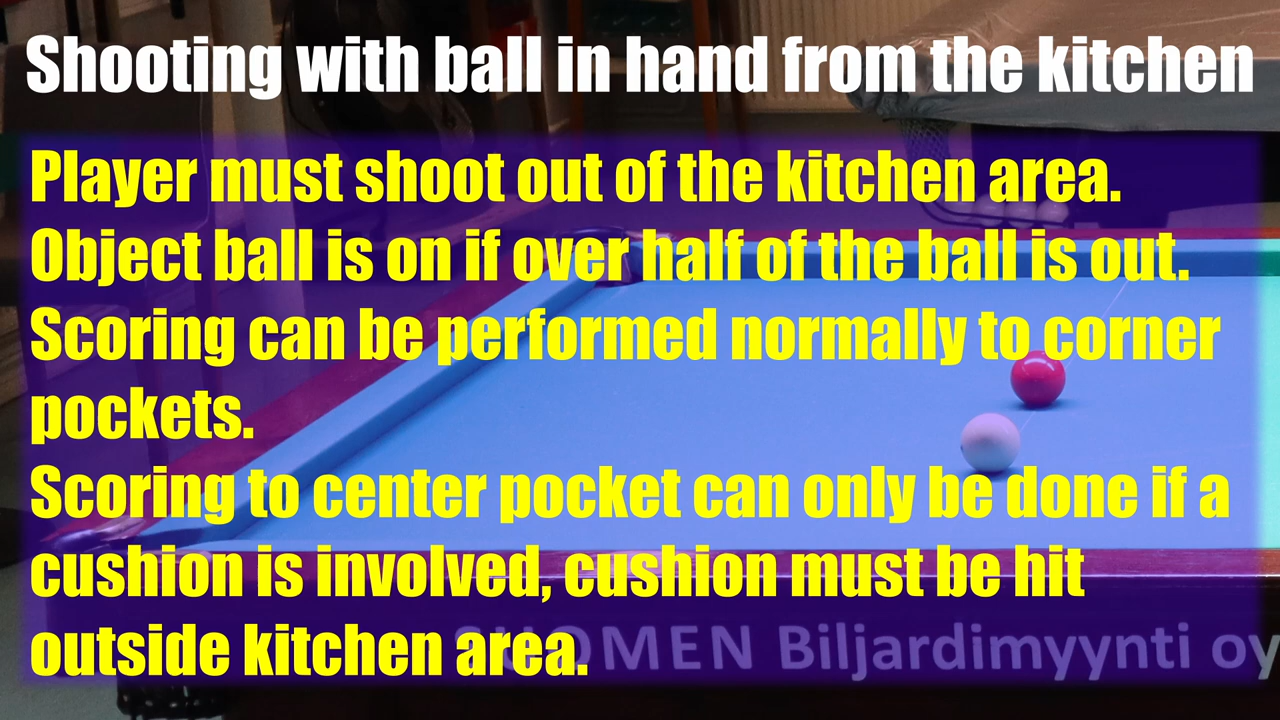 Shooting with ball in hand from the kitchen
Player must shoot out of the kitchen area.
Object ball is on if over half of the ball is out.
Scoring can be performed normally to corner
pockets.
Scoring to center pocket can only be done if a
cushion is involved, cushion must be hit
outside kitchen area.
SUOMEN Biljardimyynti oy